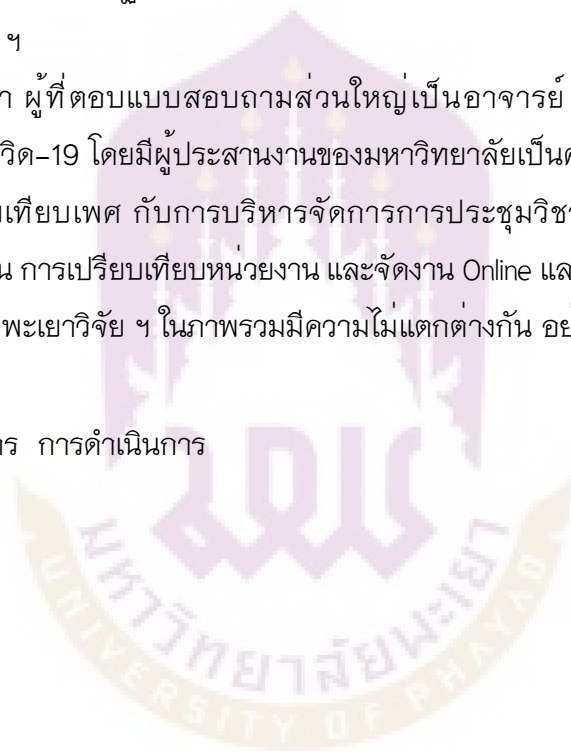 ฯ
ผู้ที่ตอบแบบสอบถามส่วนใหญ่เป็นอาจารย์
วิด-19 โดยมีผู้ประสานงานของมหาวิทยาลัยเป็นค
เทียบเพศ กับการบริหารจัดการการประชุมวิชา
น การเปรียบเทียบหน่วยงาน และจัดงาน Online แล
พะเยาวิจัย ฯ ในภาพรวมมีความไม่แตกต่างกัน อย่
การดำเนินการ
มหาวิทยาลัยพะเยา
UNIVERSITY OF PHAYAO